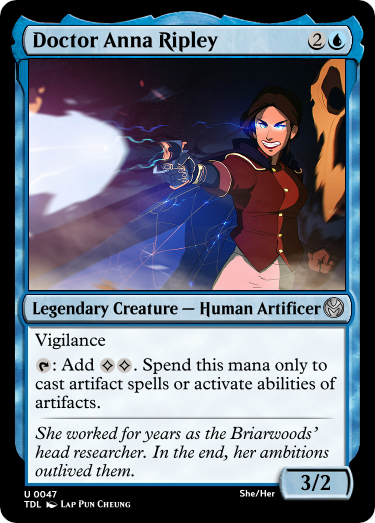 Doctor Anna Ripley 2
Legendary Creature — Human Artificer
Vigilance
: Add . Spend this mana only to
cast artifact spells or activate abilities of
artifacts.
She worked for years as the Briarwoods’
head researcher. In the end, her ambitions
outlived them.
3/2
U 0047 She/Her
TDL Lap Pun Cheung